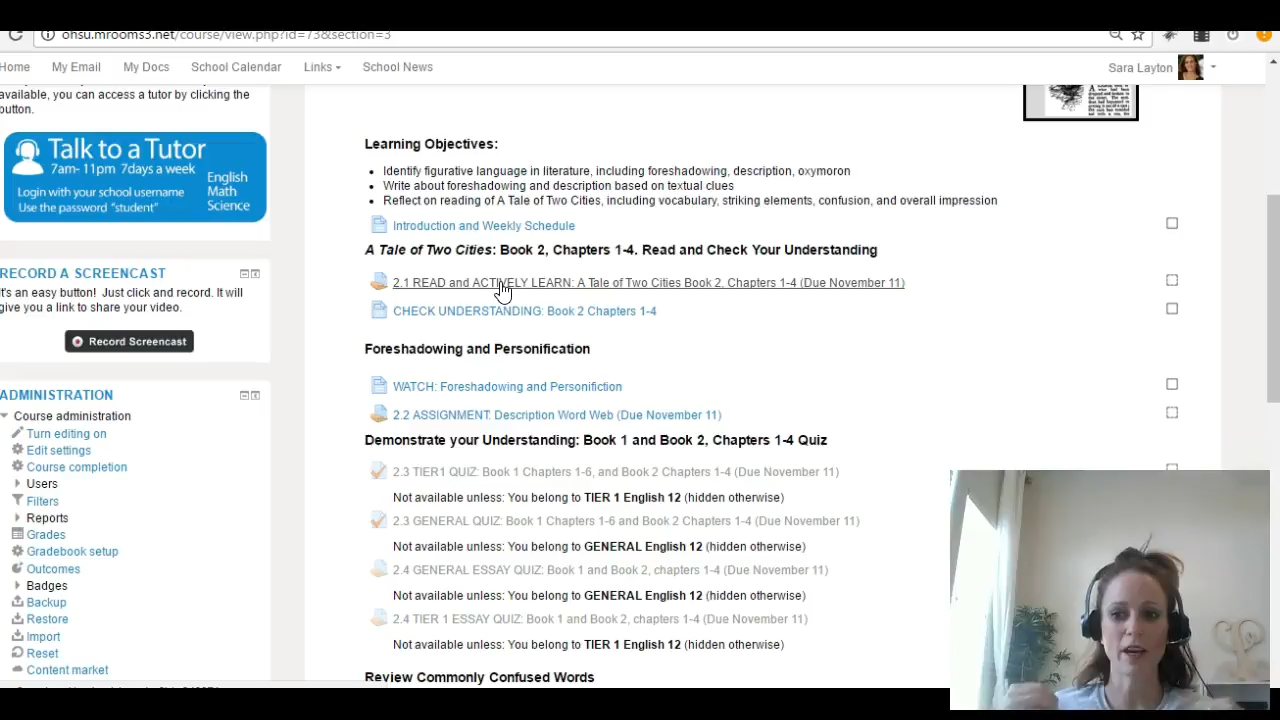 ohsu.mrooms3.net/course/view.php?id=73&section=3
Home My Email My Docs School Calendar Links School News Sara Layton
available, you can access a tutor by clicking the
button.
Talk to a Tutor
7am- 11pm 7days a week
Login with your school username
Use the password "student"
English
Math
Science
RECORD A SCREENCAST
It's an easy button! Just click and record. It will
give you a link to share your video.
Record Screencast
ADMINISTRATION
Course administration
Turn editing on
Edit settings
Course completion
Users
Filters
Reports
Grades
Gradebook setup
Outcomes
Badges
Backup
Restore
Import
Reset
Content market
Learning Objectives:
Identify figurative language in literature, including foreshadowing, description, oxymoron
Write about foreshadowing and description based on textual clues
Reflect on reading of A Tale of Two Cities, including vocabulary, striking elements, confusion, and overall impression
Introduction and Weekly Schedule
A Tale of Two Cities: Book 2, Chapters 1-4. Read and Check Your Understanding
2.1 READ and ACTIVELY LEARN: A Tale of Two Cities Book 2, Chapters 1-4 (Due November 11)
CHECK UNDERSTANDING: Book 2 Chapters 1-4
Foreshadowing and Personification
WATCH: Foreshadowing and Personifiction
2.2 ASSIGNMENT: Description Word Web (Due November 11)
Demonstrate your Understanding: Book 1 and Book 2, Chapters 1-4 Quiz
2.3 TIER1 QUIZ: Book 1 Chapters 1-6, and Book 2 Chapters 1-4 (Due November 11)
Not available unless: You belong to TIER 1 English 12 (hidden otherwise)
2.3 GENERAL QUIZ: Book 1 Chapters 1-6 and Book 2 Chapters 1-4 (Due November 11)
Not available unless: You belong to GENERAL English 12 (hidden otherwise)
2.4 GENERAL ESSAY QUIZ: Book 1 and Book 2, chapters 1-4 (Due November 11)
Not available unless: You belong to GENERAL English 12 (hidden otherwise)
2.4 TIER 1 ESSAY QUIZ: Book 1 and Book 2, chapters 1-4 (Due November 11)
Not available unless: You belong to TIER 1 English 12 (hidden otherwise)
Review Commonly Confused Words